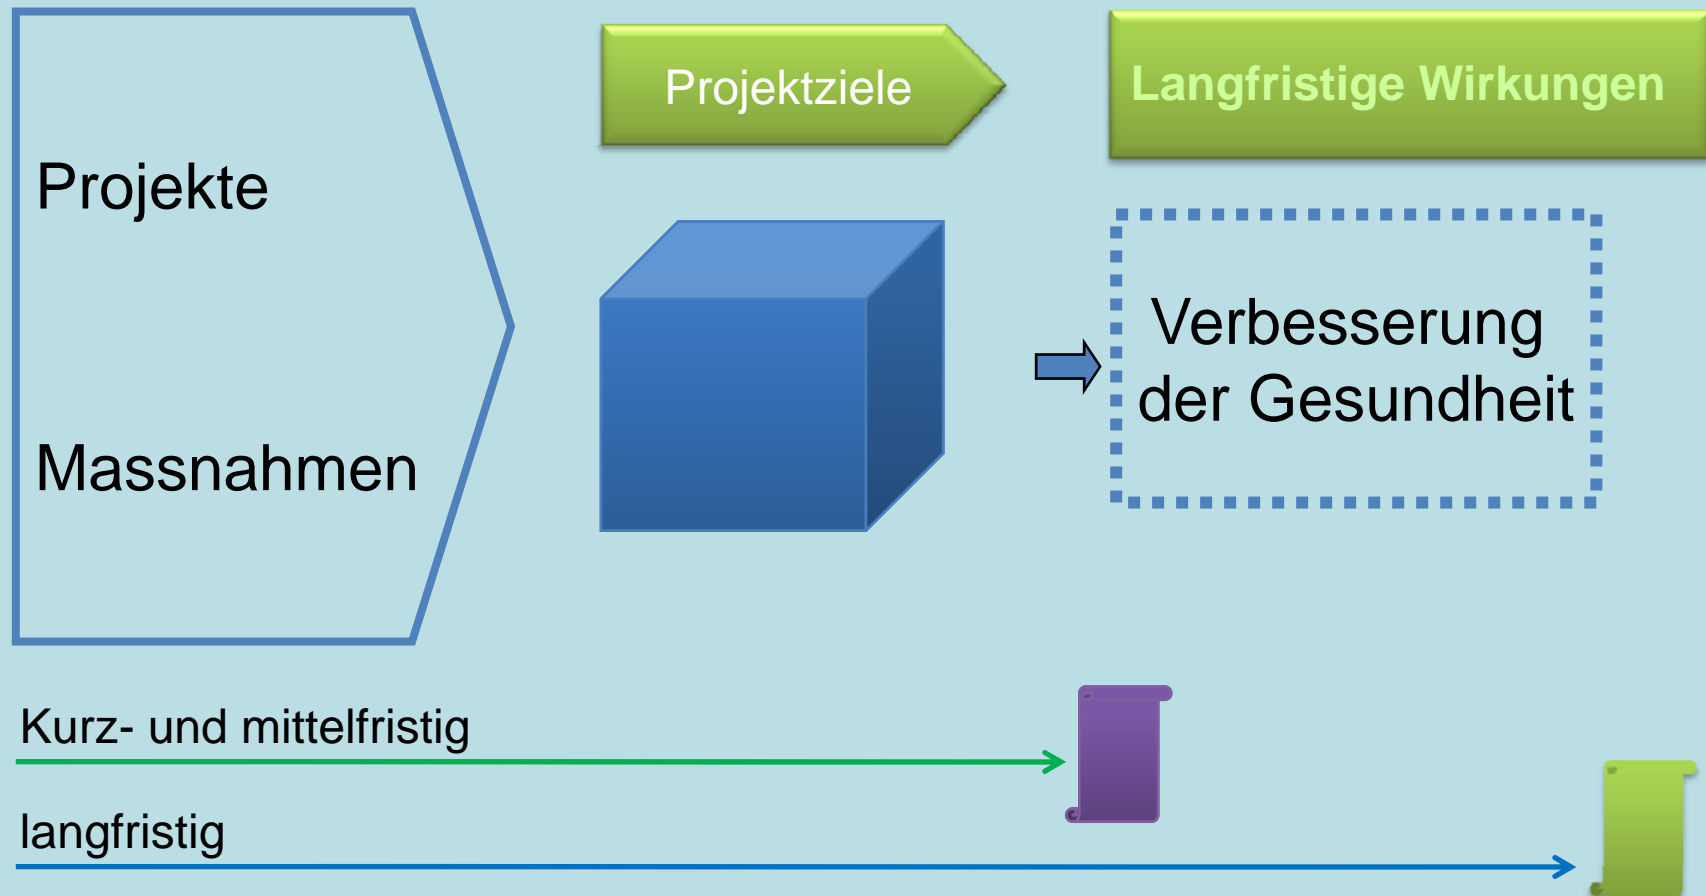 Projekte
Massnahmen
Projektziele
Langfristige Wirkungen
Verbesserung
der Gesundheit
Kurz- und mittelfristig
langfristig